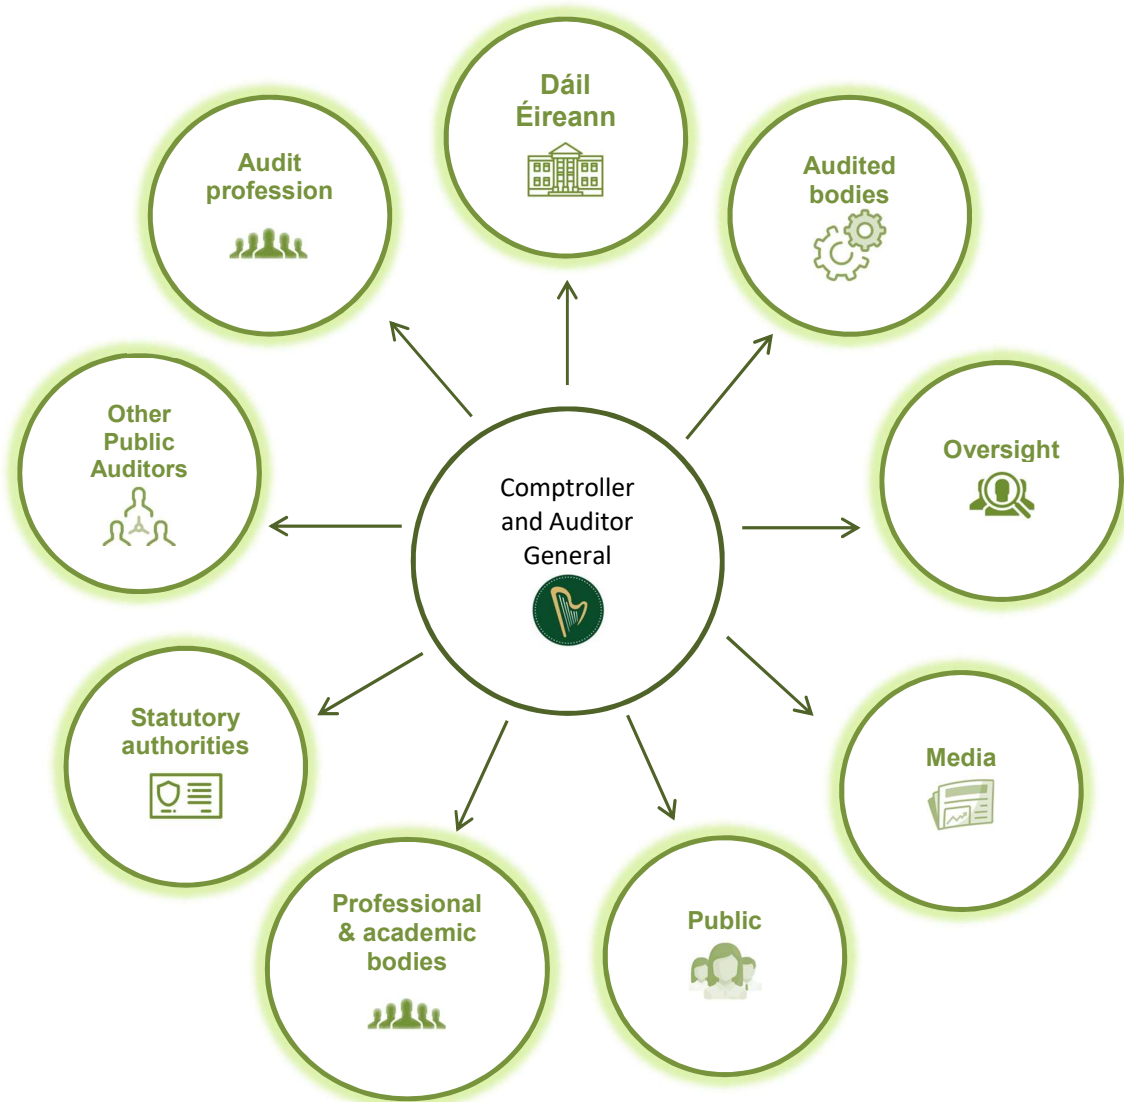 Dáil
Éireann
Audit
profession
Audited
bodies
Other
Public
Auditors
Oversight
Comptroller
and Auditor
General
Statutory
authorities
Media
Professional
& academic
bodies
Public